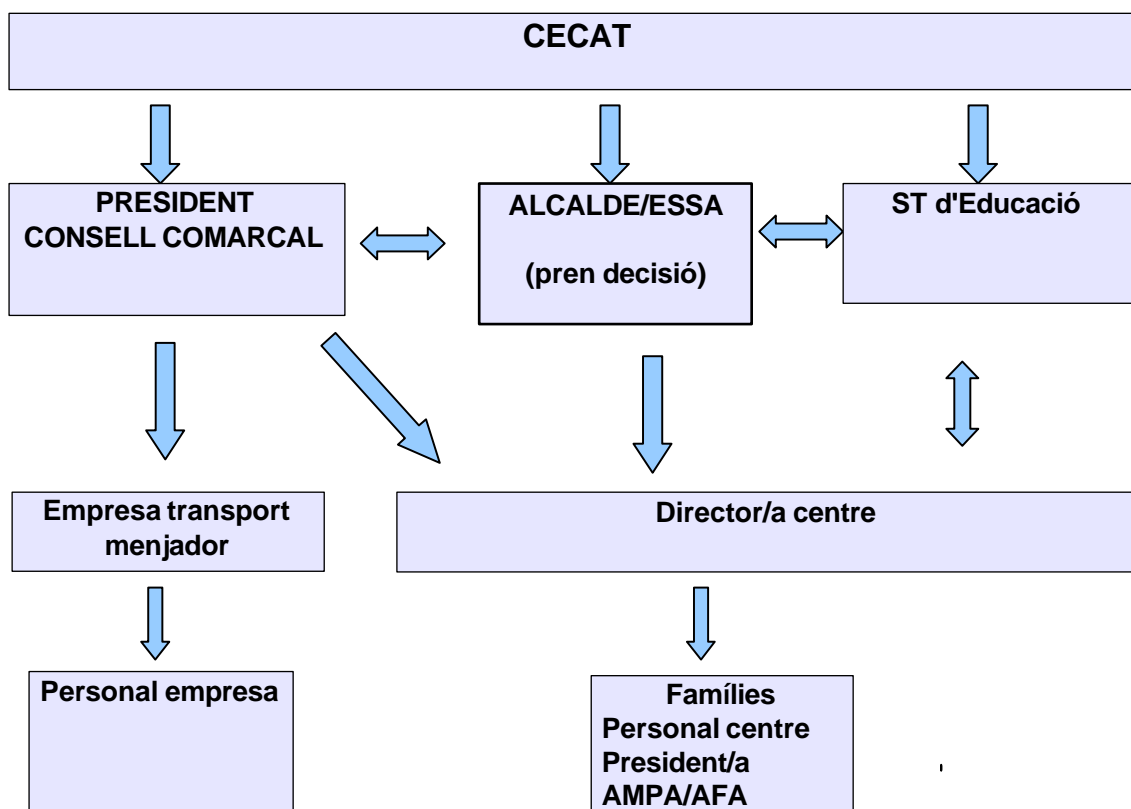 CECAT
PRESIDENT
CONSELL COMARCAL
ALCALDE/ESSA
(pren decisió)
ST d'Educació
Empresa transport
menjador
Director/a centre
Personal empresa
Famílies
Personal centre
President/a
AMPA/AFA